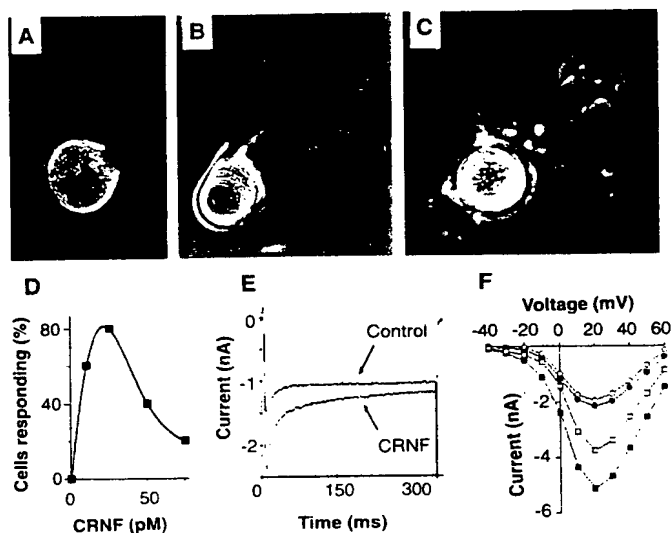 A
B
C
D
E
F
Cells responding (%)
80
40
0
0
50
CRNF (pM)
Current (nA)
0
-1
-2
Control
CRNF
0
150
300
Time (ms)
Voltage (mV)
-40
-20
0
20
40
60
-2
-4
-6
Current (nA)